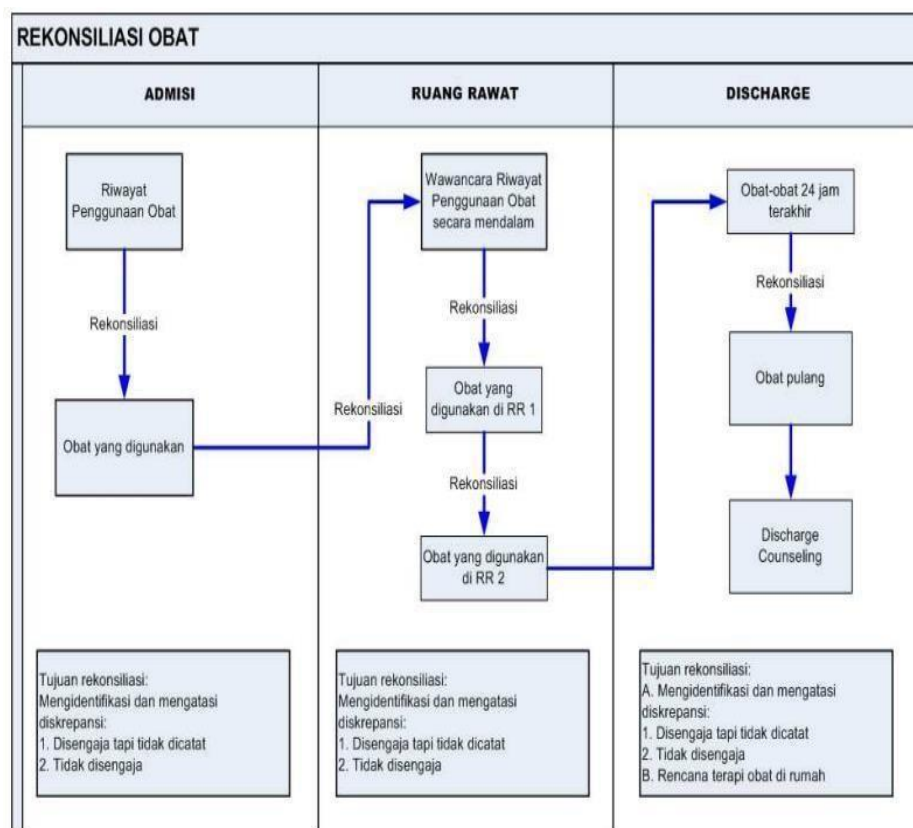 REKONSILIASI OBAT
ADMISI
RUANG RAWAT
DISCHARGE
Riwayat
Penggunaan Obat
Rekonsiliasi
Obat yang digunakan
Rekonsiliasi
Wawancara Riwayat
Penggunaan Obat
secara mendalam
Rekonsiliasi
Obat yang
digunakan di RR 1
Rekonsiliasi
Obat yang digunakan
di RR 2
Obat-obat 24 jam
terakhir
Rekonsiliasi
Obat pulang
Discharge
Counseling
Tujuan rekonsiliasi:
Mengidentifikasi dan mengatasi
diskrepansi:
1. Disengaja tapi tidak dicatat
2. Tidak disengaja
Tujuan rekonsiliasi:
Mengidentifikasi dan mengatasi
diskrepansi:
1. Disengaja tapi tidak dicatat
2. Tidak disengaja
Tujuan rekonsiliasi:
A. Mengidentifikasi dan mengatasi
diskrepansi:
1. Disengaja tapi tidak dicatat
2. Tidak disengaja
B. Rencana terapi obat di rumah